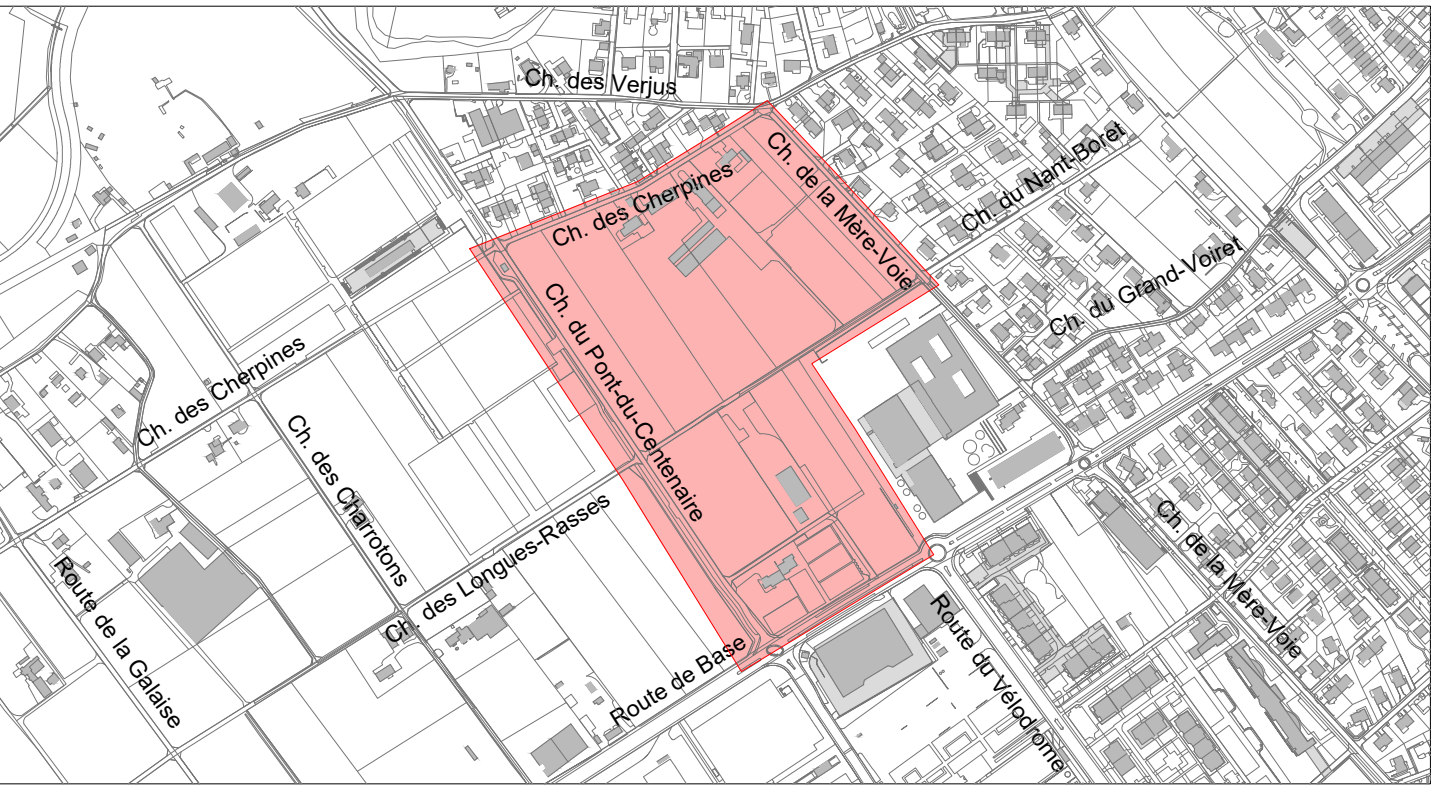 Ch. des Verjus
Ch. de la Mère-Voie
Ch. du Nant-Boret
Ch. des Cherpines
Ch. du Grand-Voiret
Ch. du Pont-du-Centenaire
Ch. des Cherpines
Ch. des Charrotons
Ch. des Longues-Rasses
Ch. de la Mère-Voie
Route de la Galaise
Route de Base
Route du Vélodrome